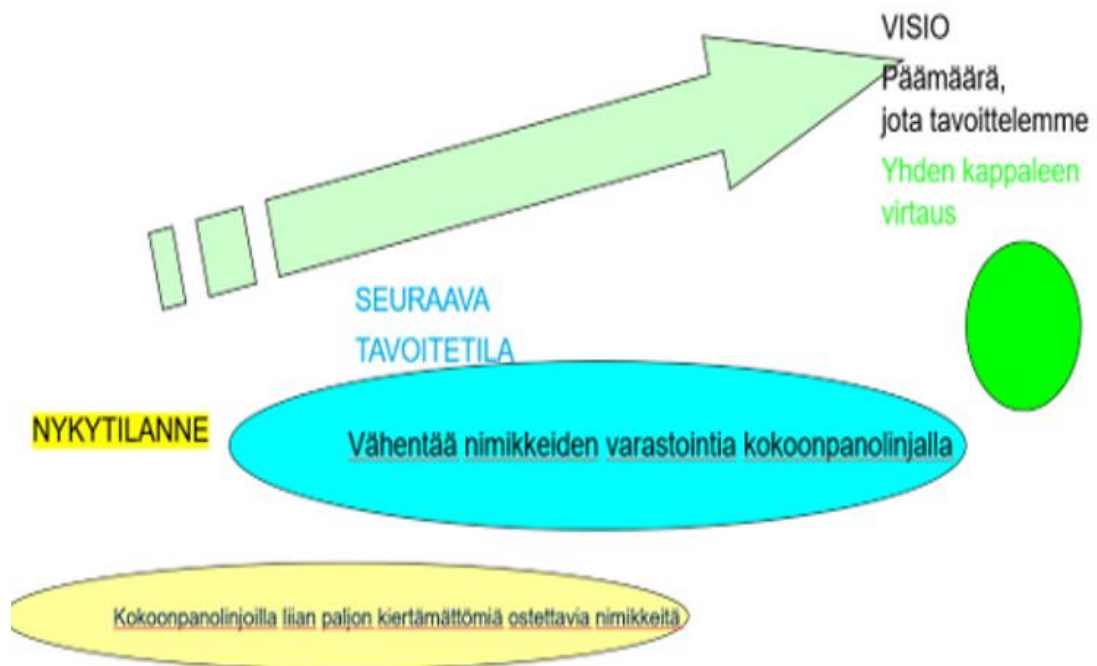 VISIO
Päämäärä,
jota tavoittelemme
Yhden kappaleen
virtaus
SEURAAVA
TAVOITETILA
NYKYTILANNE
Vähentää nimikkeiden varastointia kokoonpanolinjalla
Kokoonpanolinjoilla liian paljon kiertämättömiä ostettavia nimikkeitä